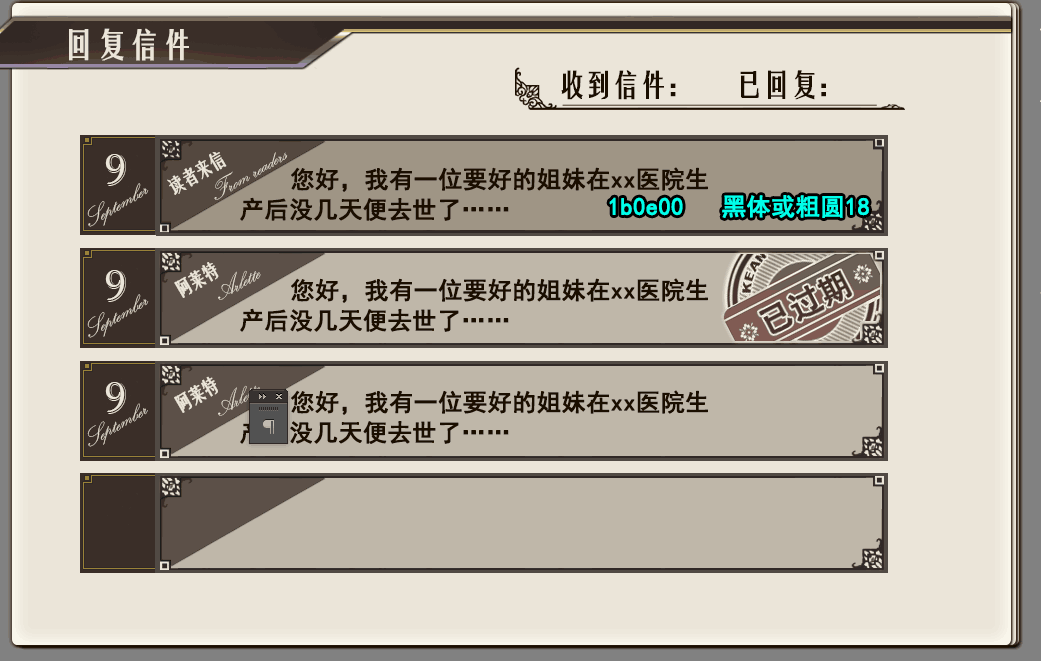 回复信件
收到信件： 已回复：
9
September
读者来信
From readers
您好，我有一位要好的姐妹在xx医院生
产后没几天便去世了……
1b0e00 黑体或粗圆18
9
September
阿莱特
Arlette
您好，我有一位要好的姐妹在xx医院生
产后没几天便去世了……
KEAN
已过期
9
September
阿莱特
您好，我有一位要好的姐妹在xx医院生
产没几天便去世了……